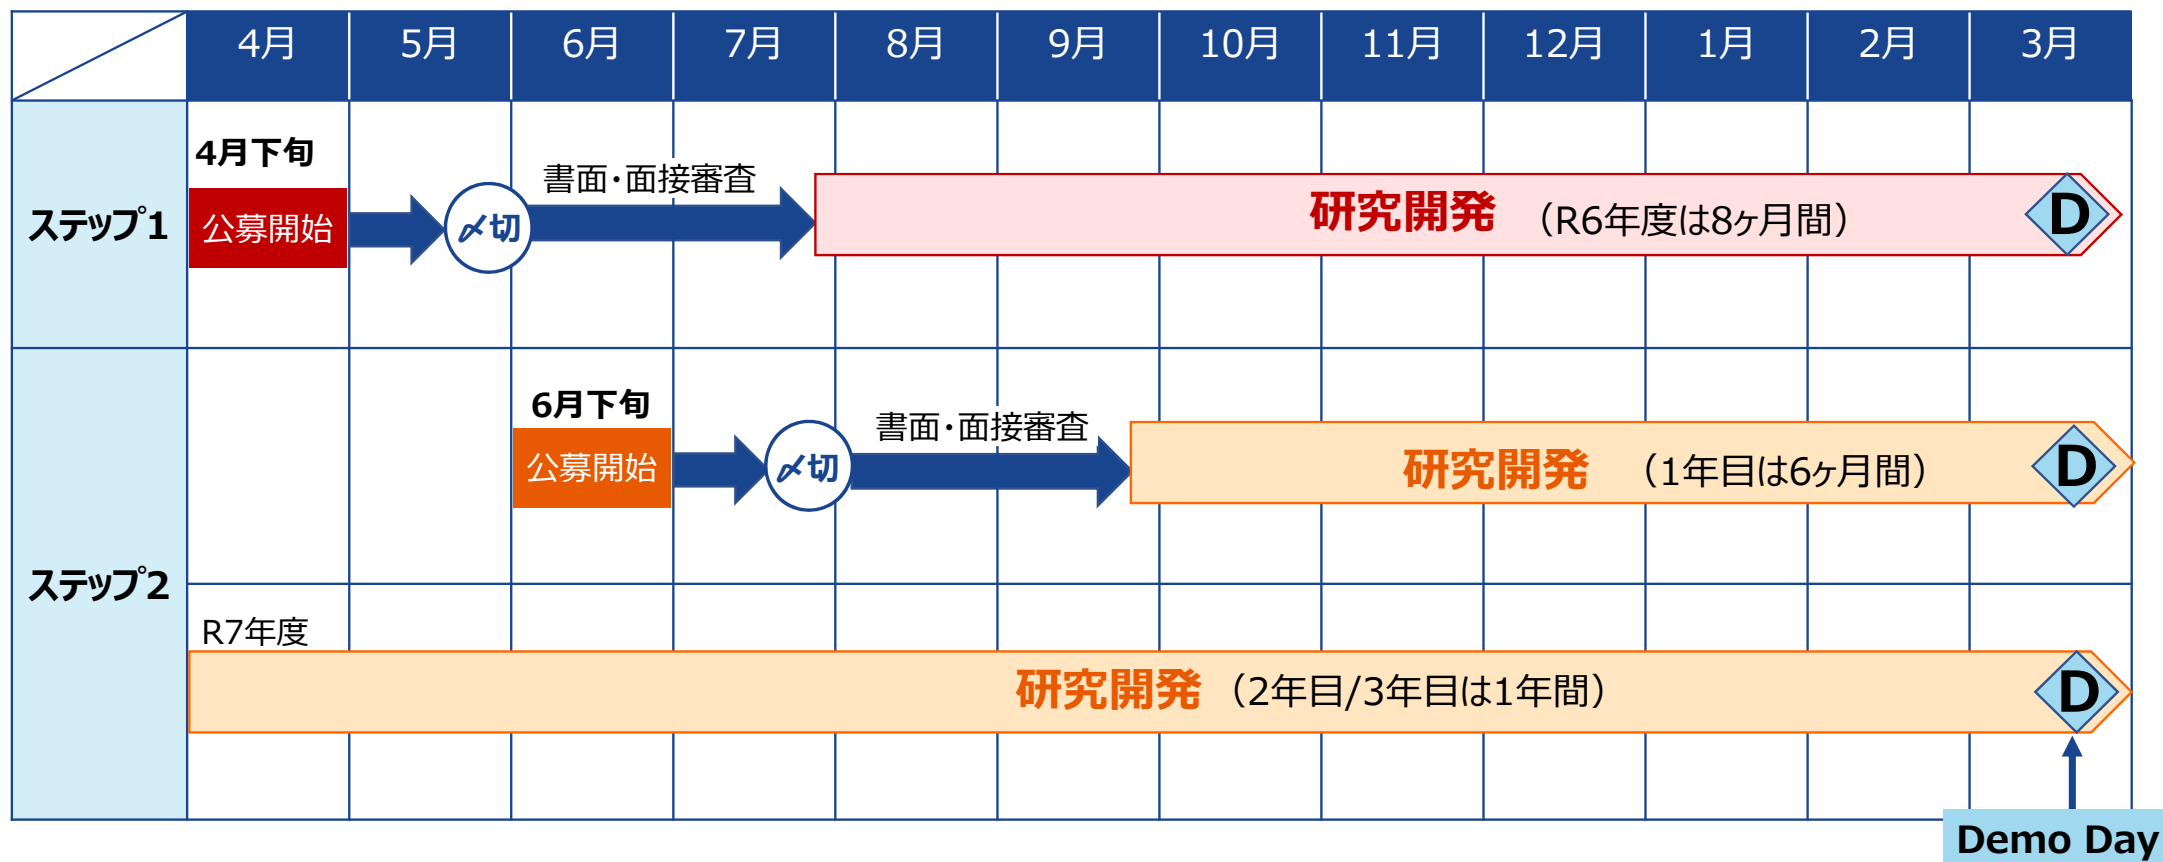 4月 5月 6月 7月 8月 9月 10月 11月 12月 1月 2月 3月
ステップ1
4月下旬
公募開始
〆切
書面・面接審査
研究開発 （R6年度は8ヶ月間）
D
ステップ2
6月下旬
公募開始
〆切
書面・面接審査
研究開発 （1年目は6ヶ月間）
D
R7年度
研究開発 （2年目/3年目は1年間）
D
Demo Day